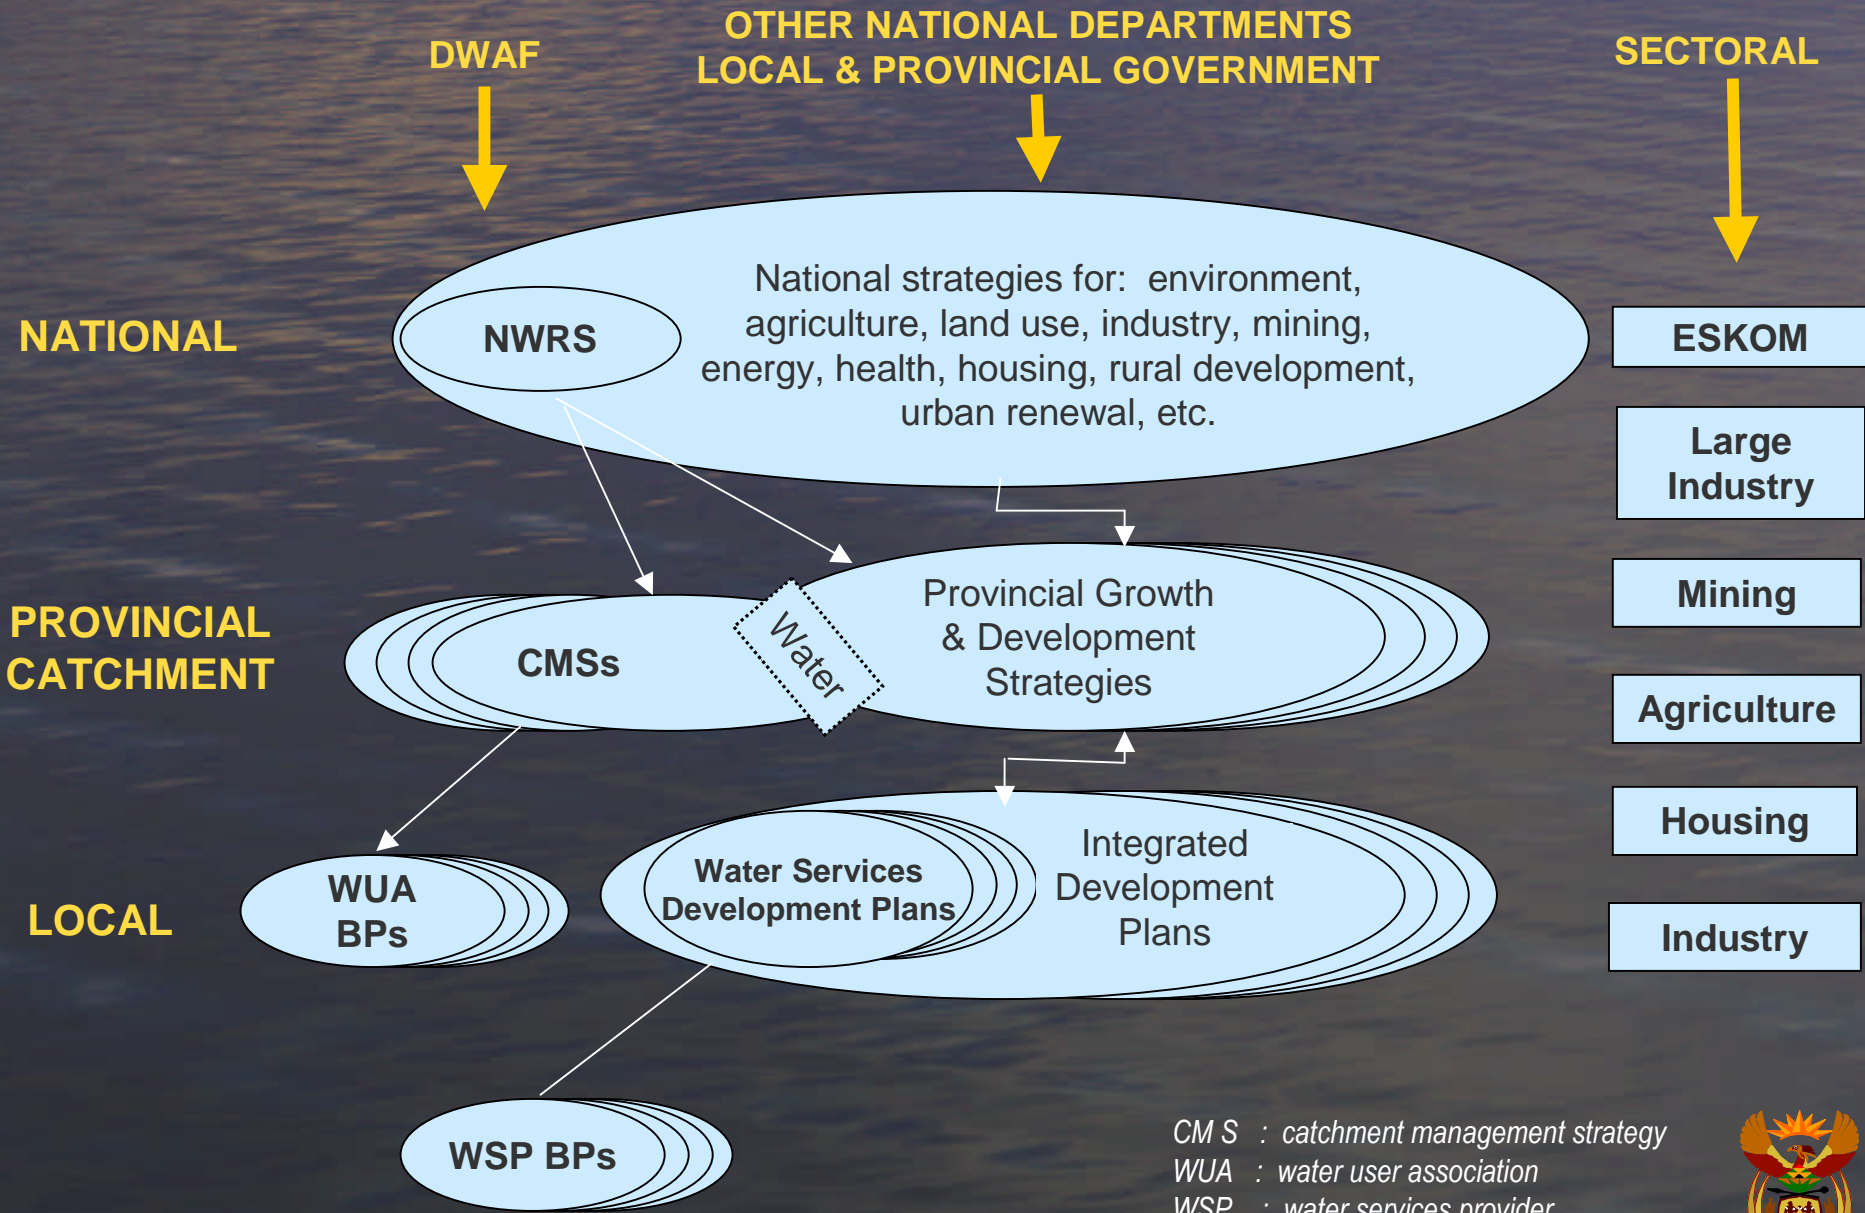 DWAF
OTHER NATIONAL DEPARTMENTS
LOCAL & PROVINCIAL GOVERNMENT
SECTORAL
NATIONAL
NWRS
National strategies for: environment,
agriculture, land use, industry, mining,
energy, health, housing, rural development,
urban renewal, etc.
ESKOM
Large
Industry
PROVINCIAL
CATCHMENT
CMSs
Water
Provincial Growth
& Development
Strategies
Mining
Agriculture
Housing
LOCAL
WUA
BPs
Water Services
Development Plans
Integrated
Development
Plans
Industry
WSP BPs
CM S : catchment management strategy
WUA : water user association
WSP : water services provider